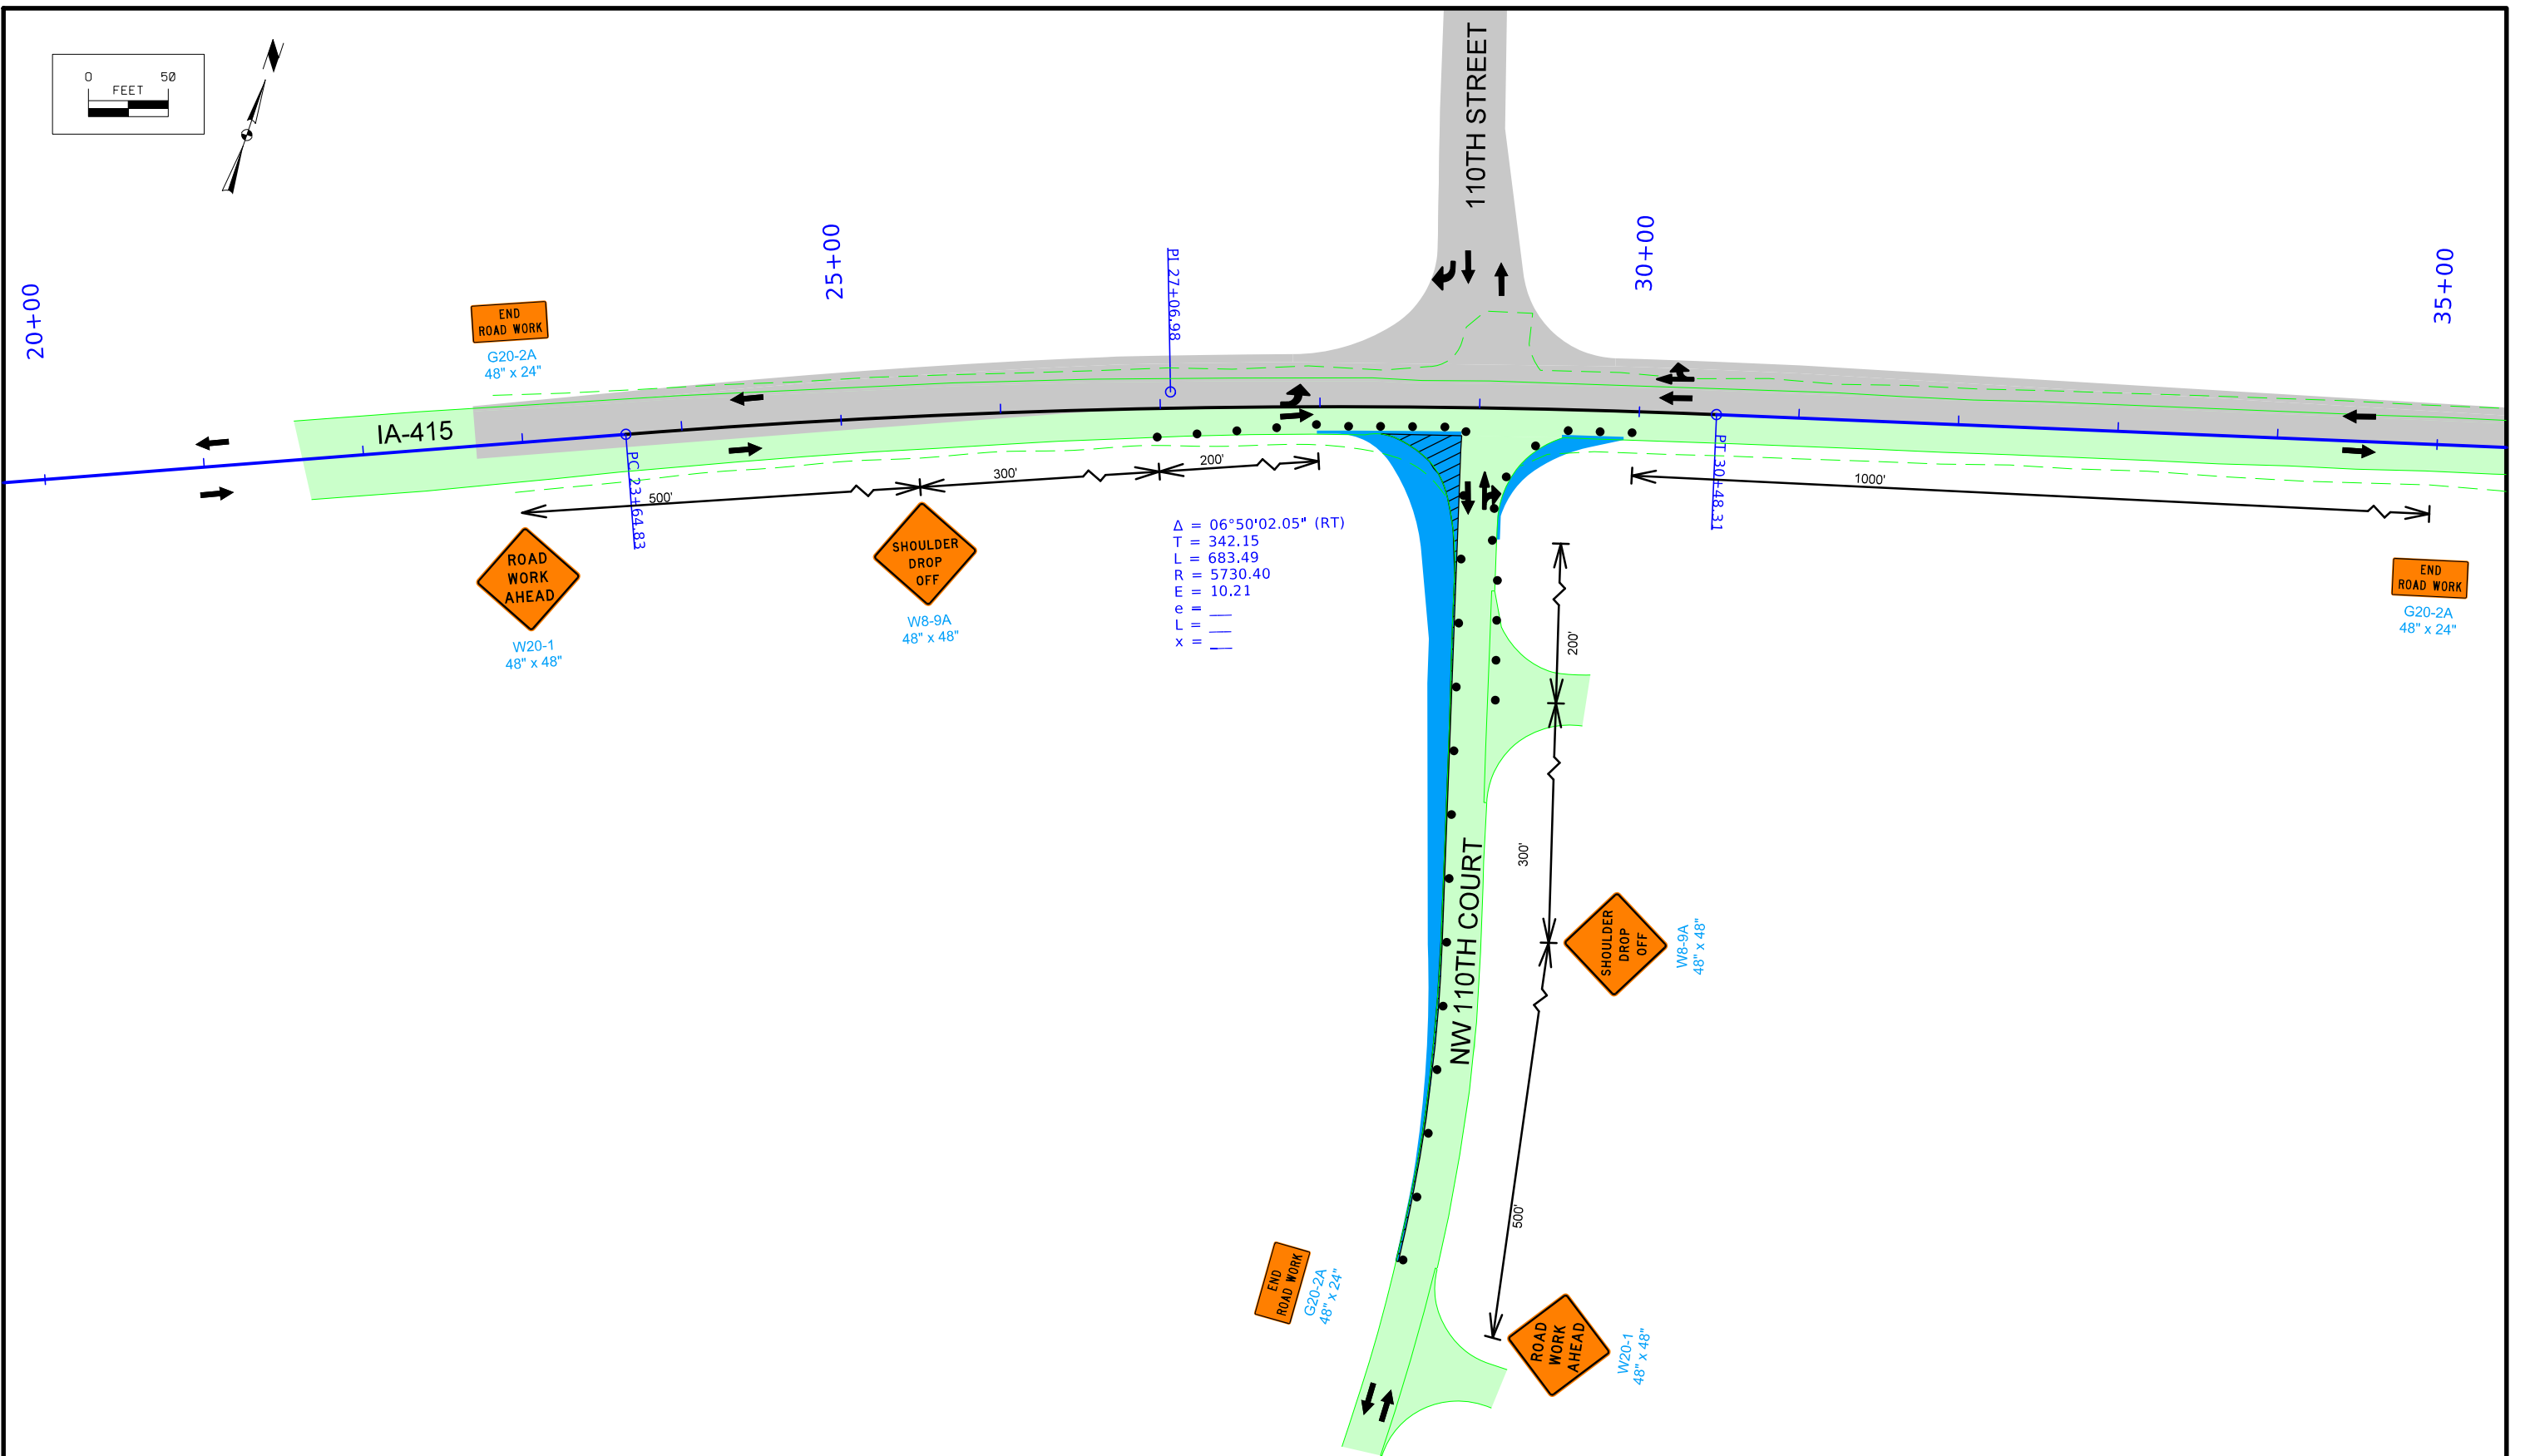 0 50
FEET
110TH STREET
20+00
25+00
30+00
35+00
PI 27+06.98
END
ROAD WORK
G20-2A
48" x 24"
IA-415
PC 23+64.83
PT 30+48.31
500'
300'
200'
1000'
ROAD
WORK
AHEAD
W20-1
48" x 48"
SHOULDER
DROP
OFF
W8-9A
48" x 48"
Δ = 06°50'02.05" (RT)
T = 342.15
L = 683.49
R = 5730.40
E = 10.21
e = __
L = __
x = __
END
ROAD WORK
G20-2A
48" x 24"
200'
300'
500'
NW 110TH COURT
SHOULDER
DROP
OFF
W8-9A
48" x 48"
END
ROAD WORK
G20-2A
48" x 24"
ROAD
WORK
AHEAD
W20-1
48" x 48"